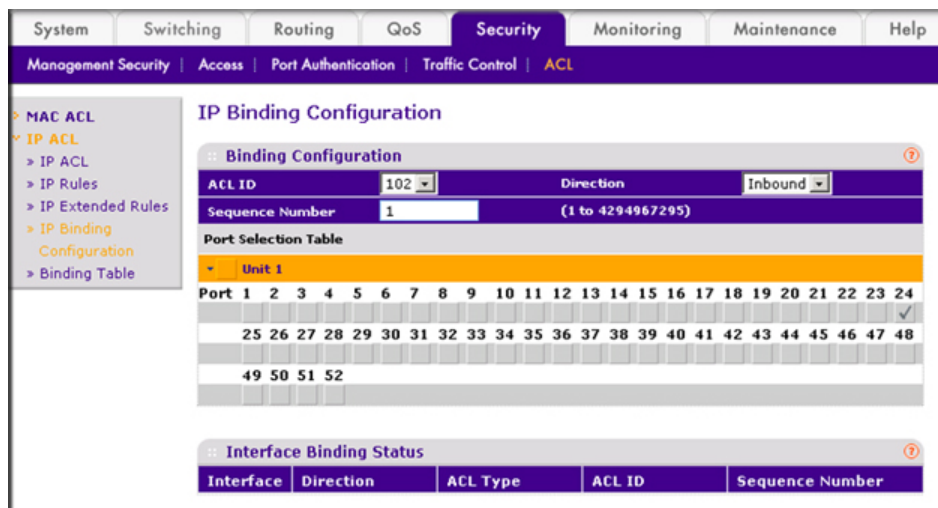 System Switching Routing QoS Security Monitoring Maintenance Help
Management Security | Access | Port Authentication | Traffic Control | ACL
MAC ACL
IP ACL
» IP ACL
» IP Rules
» IP Extended Rules
» IP Binding
Configuration
» Binding Table
IP Binding Configuration
Binding Configuration
ACL ID 102 Direction Inbound
Sequence Number 1 (1 to 4294967295)
Port Selection Table
Unit 1
Port 1 2 3 4 5 6 7 8 9 10 11 12 13 14 15 16 17 18 19 20 21 22 23 24
25 26 27 28 29 30 31 32 33 34 35 36 37 38 39 40 41 42 43 44 45 46 47 48
49 50 51 52
Interface Binding Status
Interface Direction ACL Type ACL ID Sequence Number